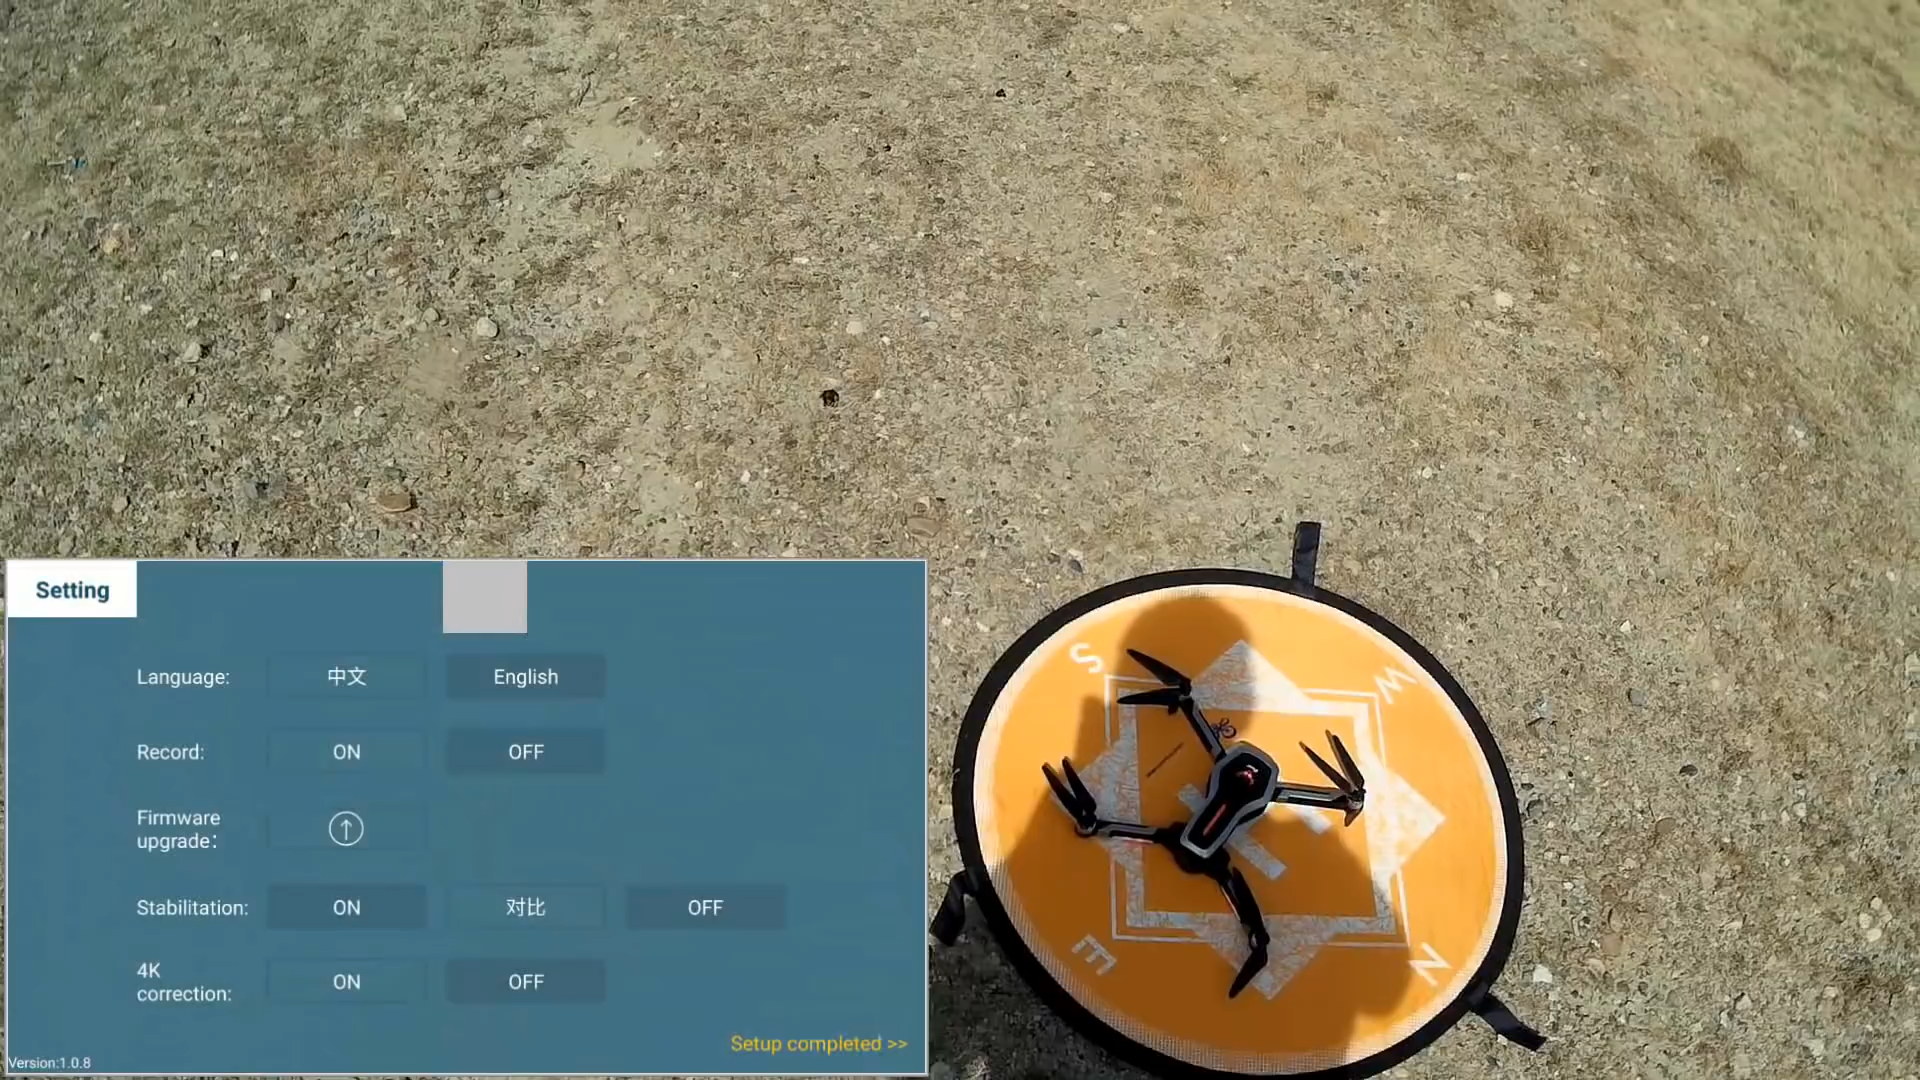 Setting
Language: 中文 English
Record: ON OFF
Firmware
upgrade:
Stabilitation: ON 对比 OFF
4K
correction: ON OFF
Setup completed >>
Version:1.0.8
S
W
E
N